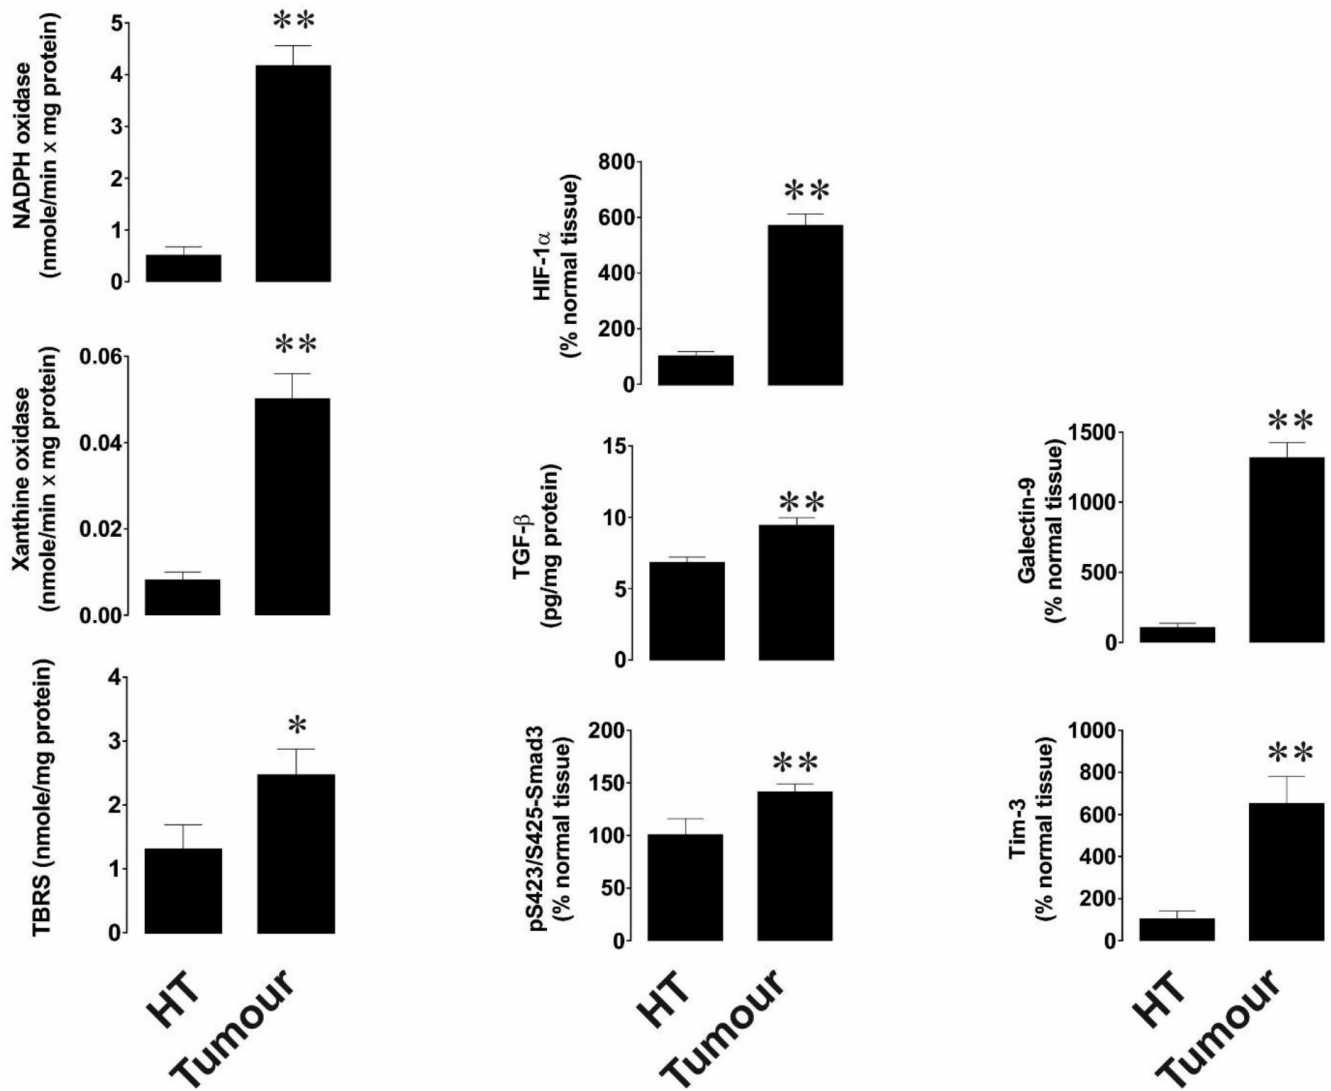 NADPH oxidase
(nmole/min x mg protein)
5
4
3
2
1
0
**
Xanthine oxidase
(nmole/min x mg protein)
0.06
0.04
0.02
0.00
**
TBRS (nmole/mg protein)
4
3
2
1
0
*
HT
Tumour
HIF-1α
(% normal tissue)
800
600
400
200
0
**
TGF-β
(pg/mg protein)
15
10
5
0
**
pS423/S425-Smad3
(% normal tissue)
200
150
100
50
0
**
HT
Tumour
Galectin-9
(% normal tissue)
1500
1000
500
0
**
Tim-3
(% normal tissue)
1000
800
600
400
200
0
**
HT
Tumour